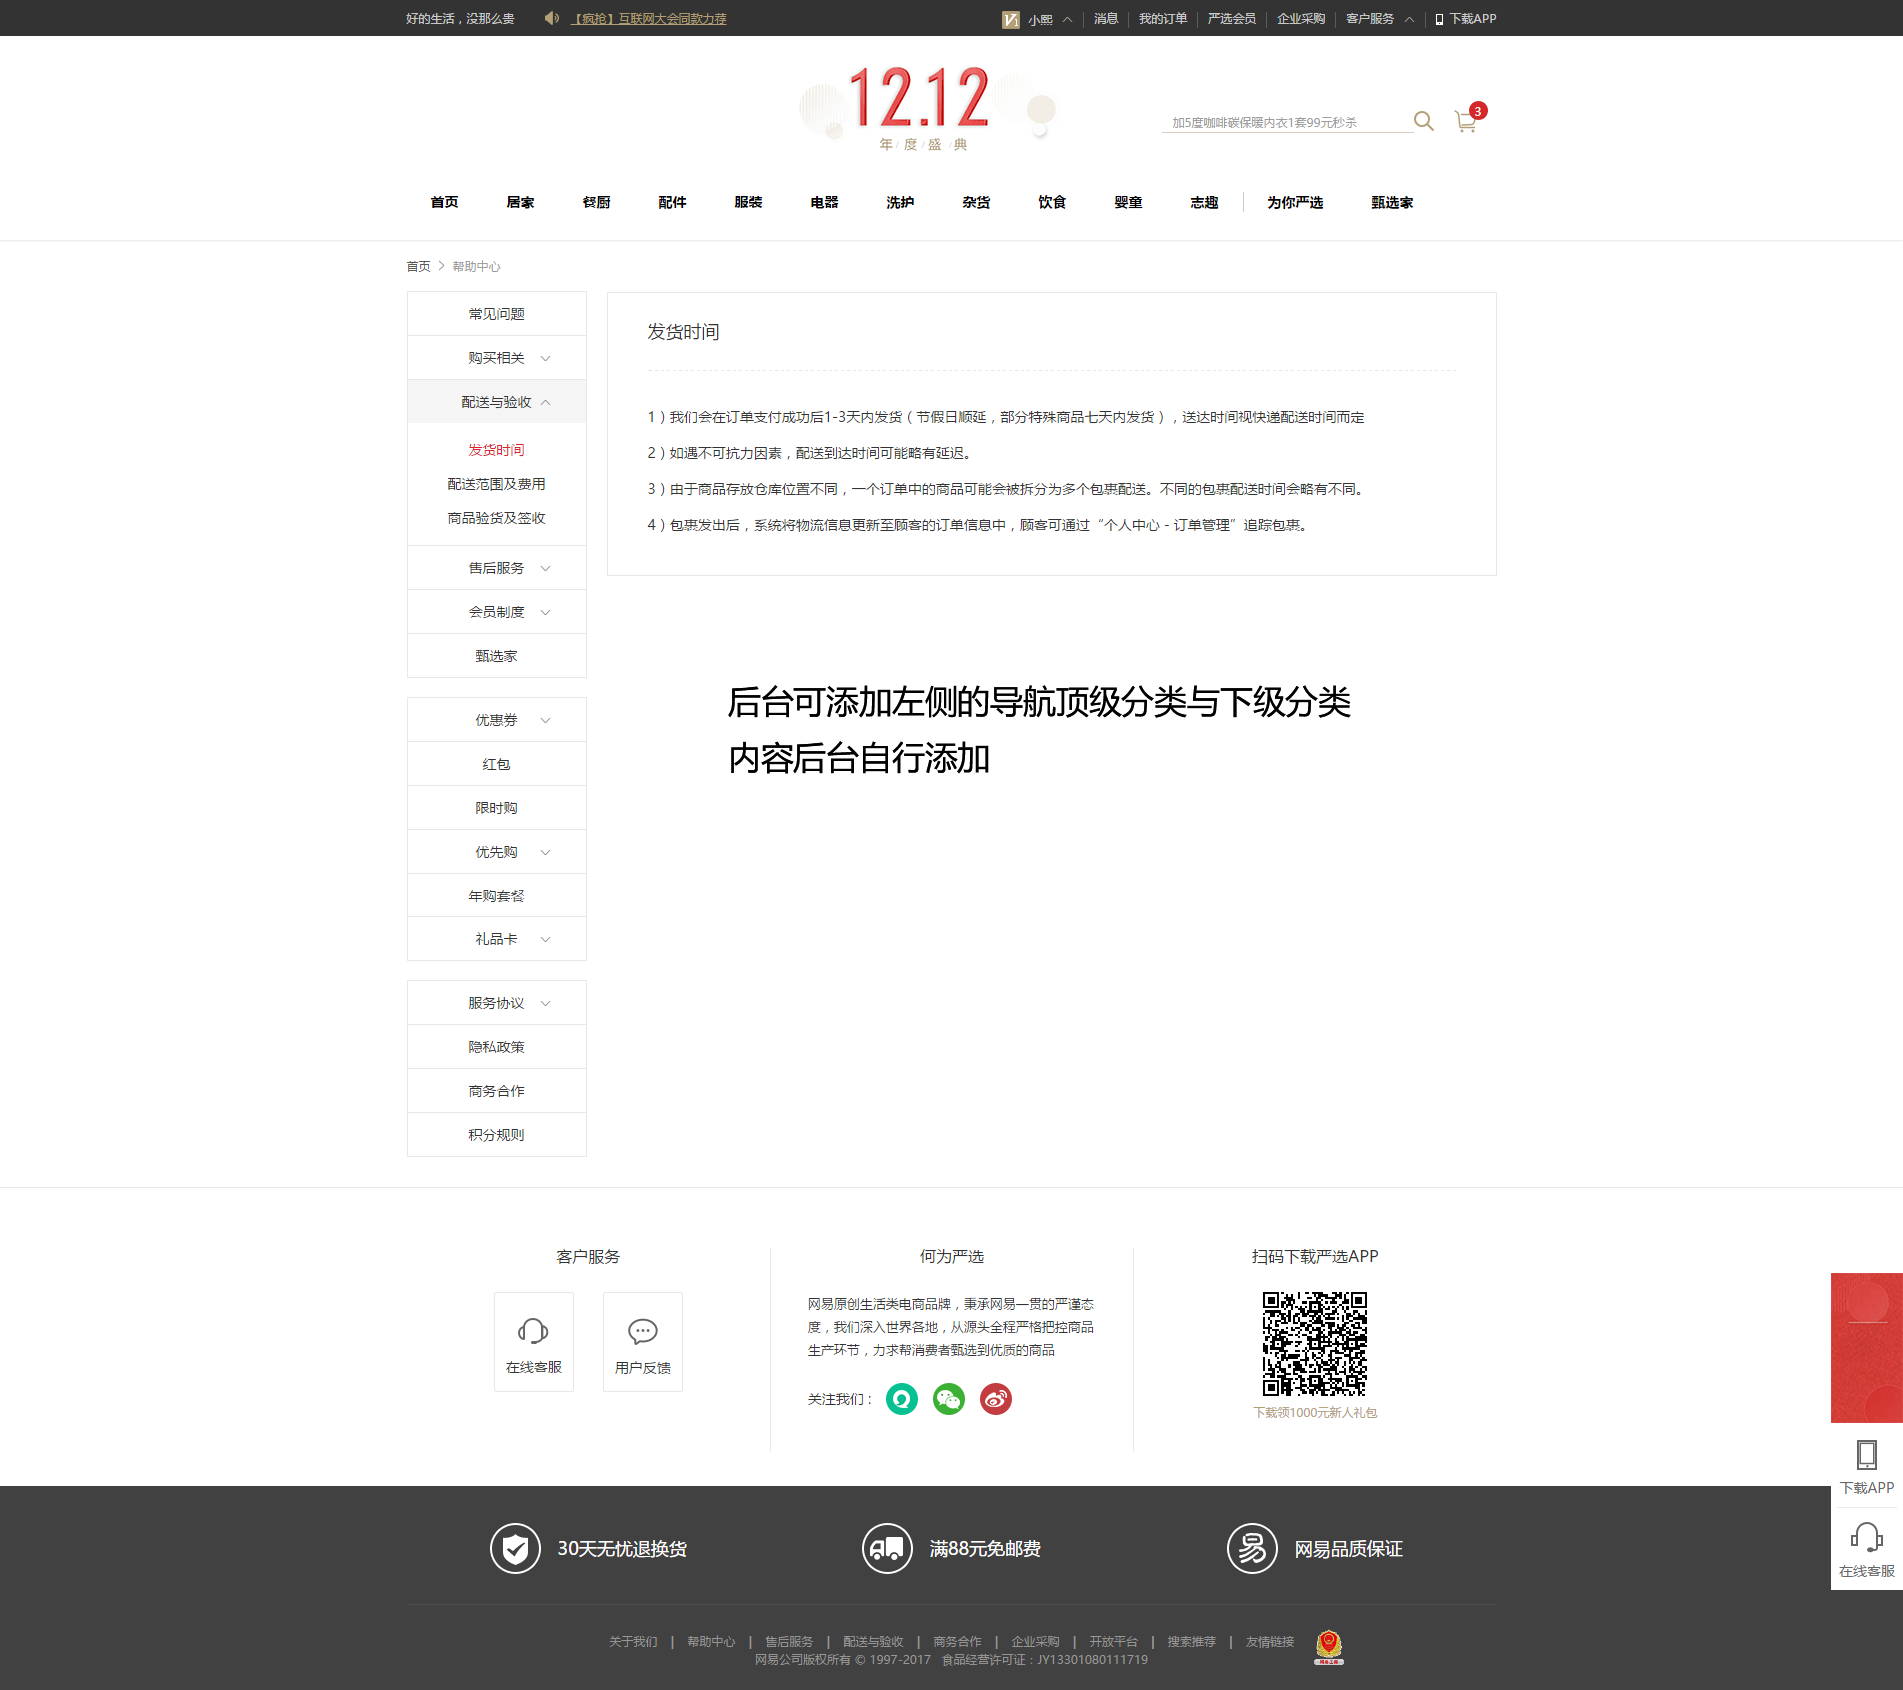 好的生活，没那么贵
【疯抢】互联网大会同款力荐
小熙
消息
我的订单
严选会员
企业采购
客户服务
下载APP
12.12
年/度/盛/典
加5度咖啡碳保暖内衣1套99元秒杀
3
首页
居家
餐厨
配件
服装
电器
洗护
杂货
饮食
婴童
志趣
为你严选
甄选家
首页 > 帮助中心
常见问题
购买相关
配送与验收
发货时间
配送范围及费用
商品验货及签收
售后服务
会员制度
甄选家
优惠券
红包
限时购
优先购
年购套餐
礼品卡
服务协议
隐私政策
商务合作
积分规则
发货时间
1）我们会在订单支付成功后1-3天内发货（节假日顺延，部分特殊商品七天内发货），送达时间视快递配送时间而定
2）如遇不可抗力因素，配送到达时间可能略有延迟。
3）由于商品存放仓库位置不同，一个订单中的商品可能会被拆分为多个包裹配送。不同的包裹配送时间会略有不同。
4）包裹发出后，系统将物流信息更新至顾客的订单信息中，顾客可通过“个人中心 - 订单管理”追踪包裹。
后台可添加左侧的导航顶级分类与下级分类
内容后台自行添加
客户服务
在线客服
用户反馈
何为严选
网易原创生活类电商品牌，秉承网易一贯的严谨态
度，我们深入世界各地，从源头全程严格把控商品
生产环节，力求帮消费者甄选到优质的商品
关注我们：
扫码下载严选APP
下载领1000元新人礼包
下载APP
在线客服
30天无忧退换货
满88元免邮费
易
网易品质保证
关于我们 | 帮助中心 | 售后服务 | 配送与验收 | 商务合作 | 企业采购 | 开放平台 | 搜索推荐 | 友情链接
网易公司版权所有 © 1997-2017 食品经营许可证：JY13301080111719